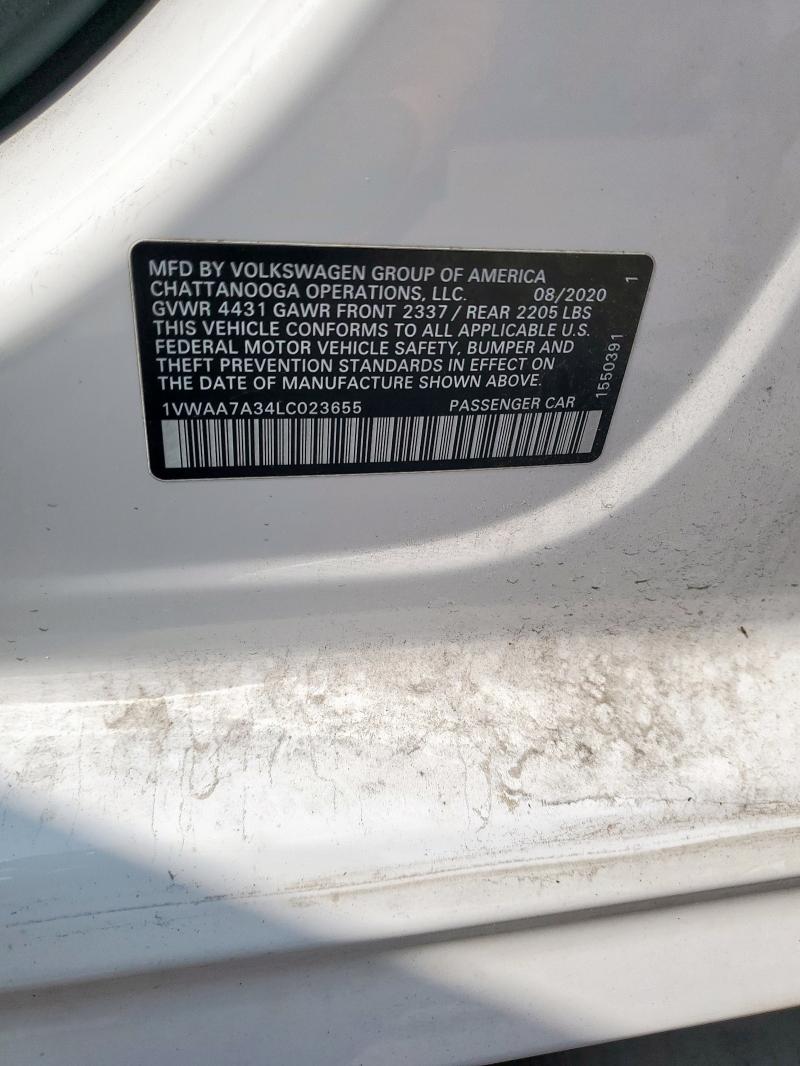 MFD BY VOLKSWAGEN GROUP OF AMERICA
CHATTANOOGA OPERATIONS, LLC. 08/2020
GVWR 4431 GAWR FRONT 2337 / REAR 2205 LBS
THIS VEHICLE CONFORMS TO ALL APPLICABLE U.S.
FEDERAL MOTOR VEHICLE SAFETY, BUMPER AND
THEFT PREVENTION STANDARDS IN EFFECT ON
THE DATE OF MANUFACTURE SHOWN ABOVE.
1VWAA7A34LC023655 PASSENGER CAR
1550391 1